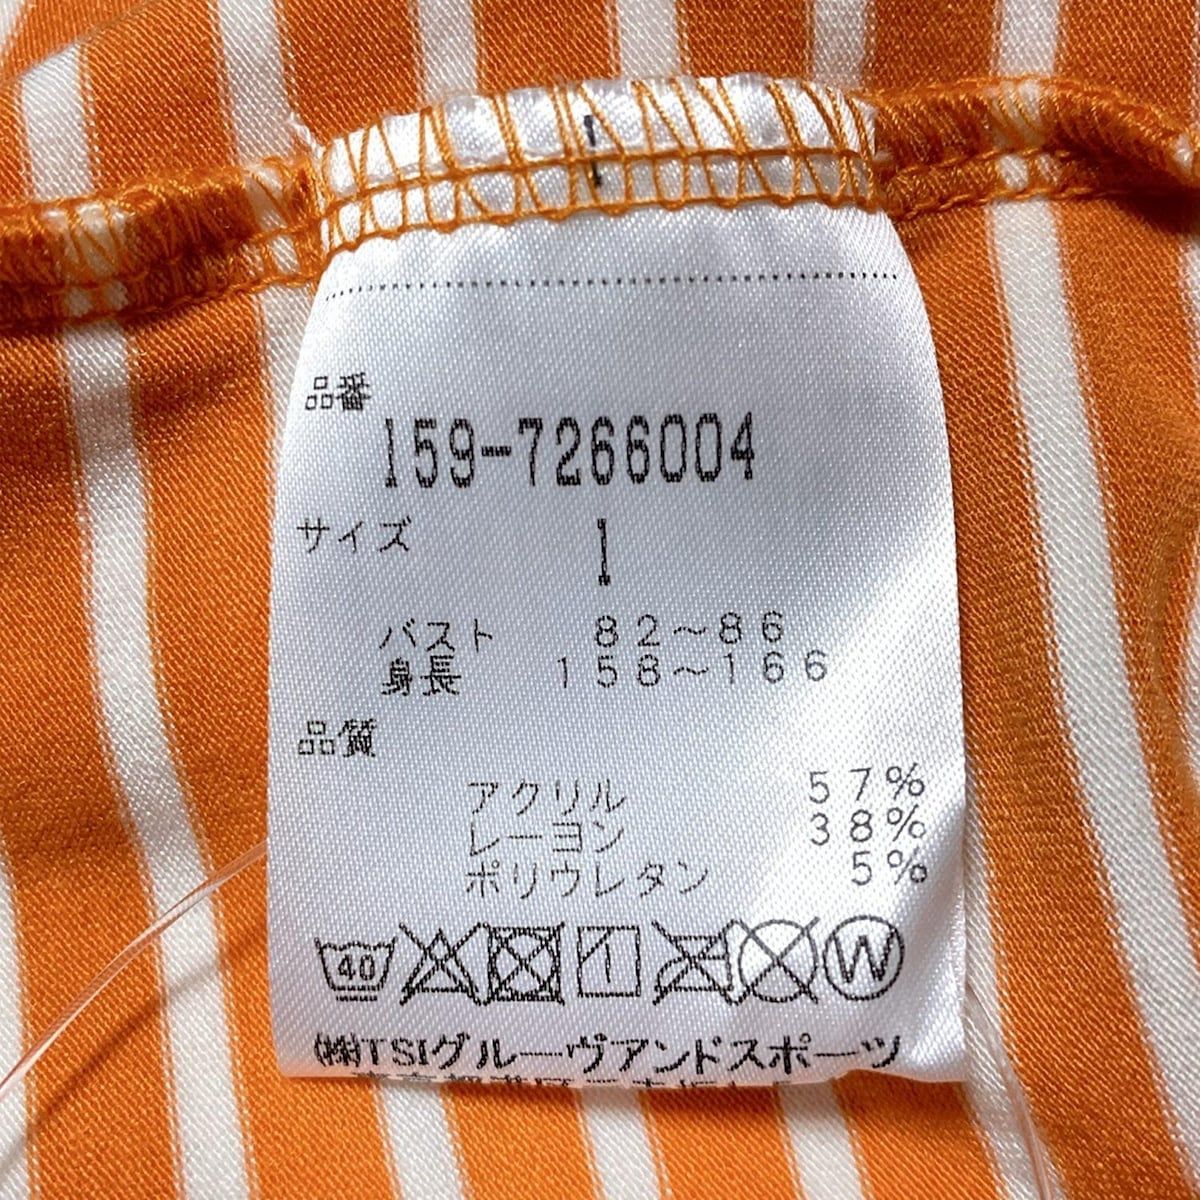 品番
159-7266004
サイズ 1
バスト 82～86
身長 158～166
品質
アクリル 57%
レーヨン 38%
ポリウレタン 5%
40 W
(株)TSIグルーヴアンドスポーツ